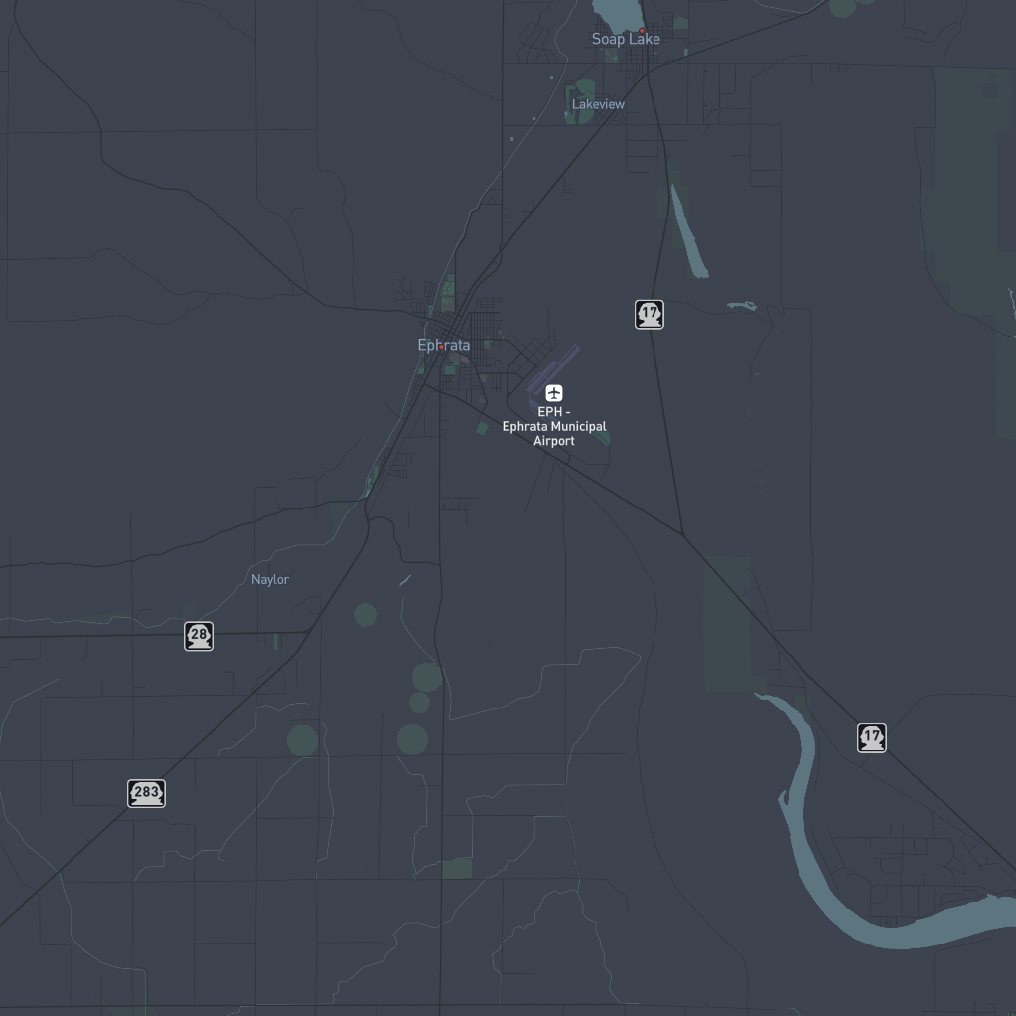 Soap Lake
Lakeview
17
Ephrata
EPH -
Ephrata Municipal
Airport
Naylor
28
17
283